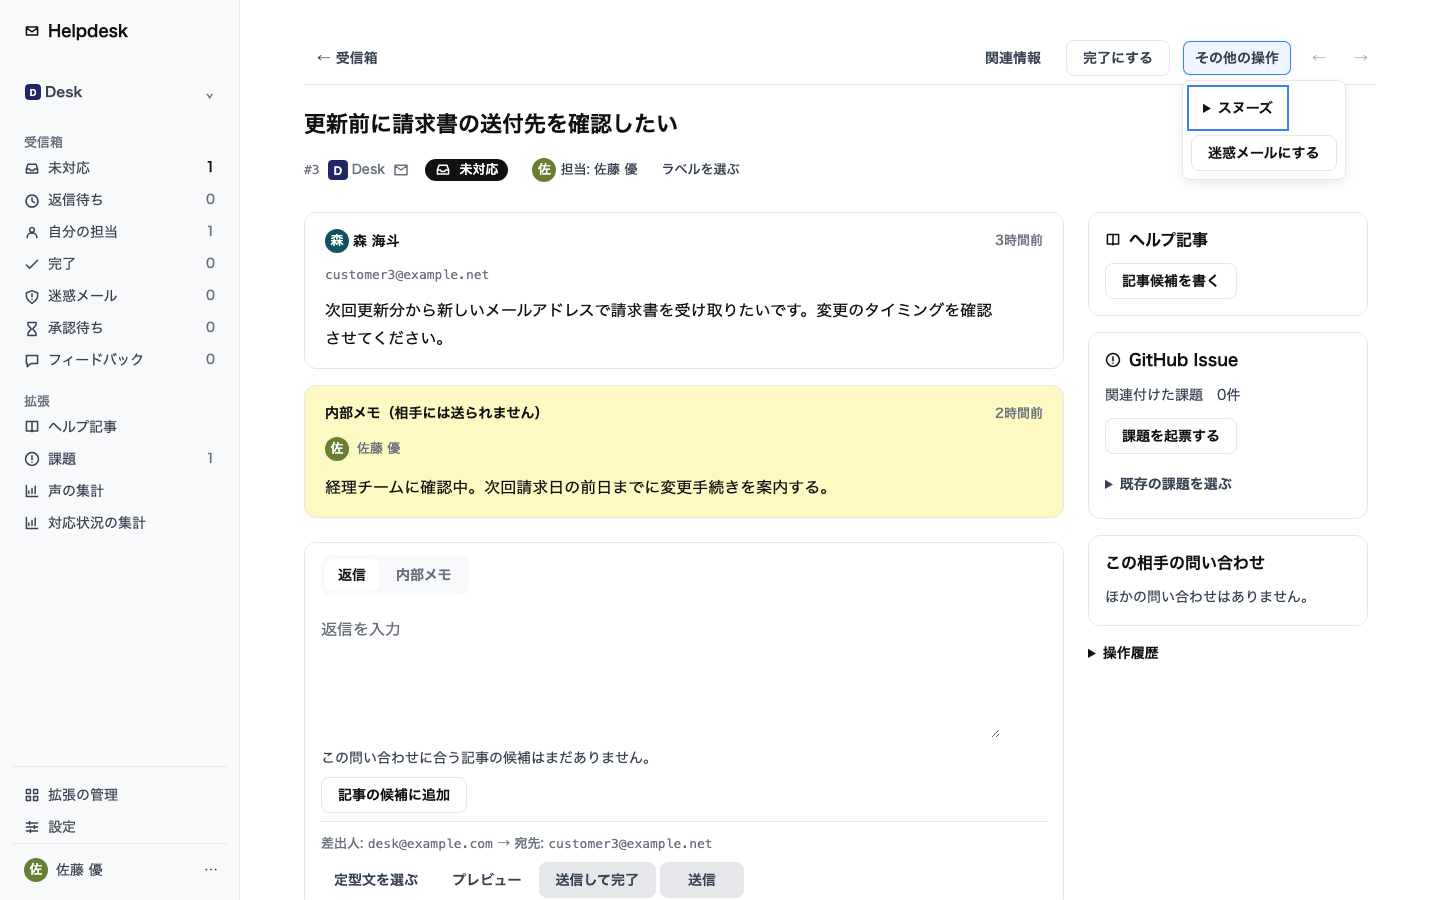 Helpdesk
D Desk
受信箱
未対応 1
返信待ち 0
自分の担当 1
完了 0
迷惑メール 0
承認待ち 0
フィードバック 0
拡張
ヘルプ記事
課題 1
声の集計
対応状況の集計
拡張の管理
設定
佐 佐藤 優 ...
← 受信箱
関連情報
完了にする
その他の操作
← →
▶ スヌーズ
迷惑メールにする
更新前に請求書の送付先を確認したい
#3 D Desk 未対応 佐 担当: 佐藤 優 ラベルを選ぶ
森 森 海斗 3時間前
customer3@example.net
次回更新分から新しいメールアドレスで請求書を受け取りたいです。変更のタイミングを確認
させてください。
内部メモ（相手には送られません） 2時間前
佐 佐藤 優
経理チームに確認中。次回請求日の前日までに変更手続きを案内する。
返信 内部メモ
返信を入力
この問い合わせに合う記事の候補はまだありません。
記事の候補に追加
差出人: desk@example.com → 宛先: customer3@example.net
定型文を選ぶ プレビュー 送信して完了 送信
ヘルプ記事
記事候補を書く
GitHub Issue
関連付けた課題 0件
課題を起票する
▶ 既存の課題を選ぶ
この相手の問い合わせ
ほかの問い合わせはありません。
▶ 操作履歴